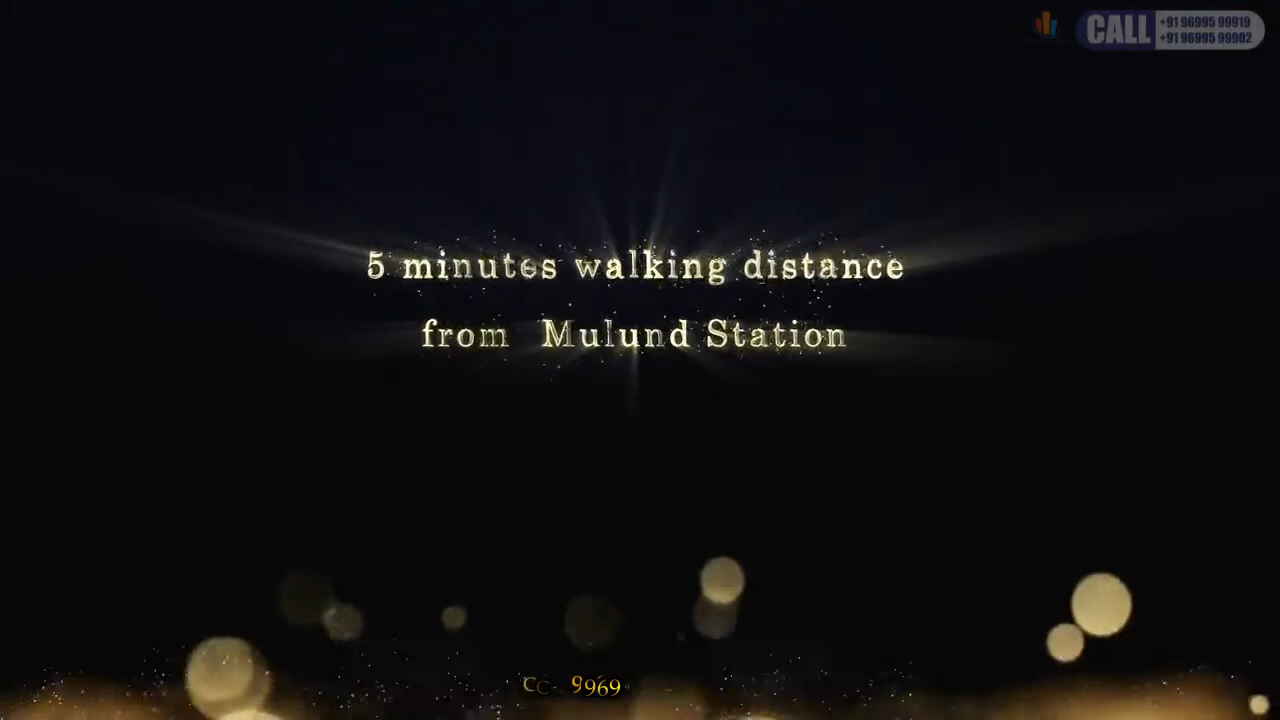 CALL
+91 96995 99919
+91 96995 99902
5 minutes walking distance
from Mulund Station
9969